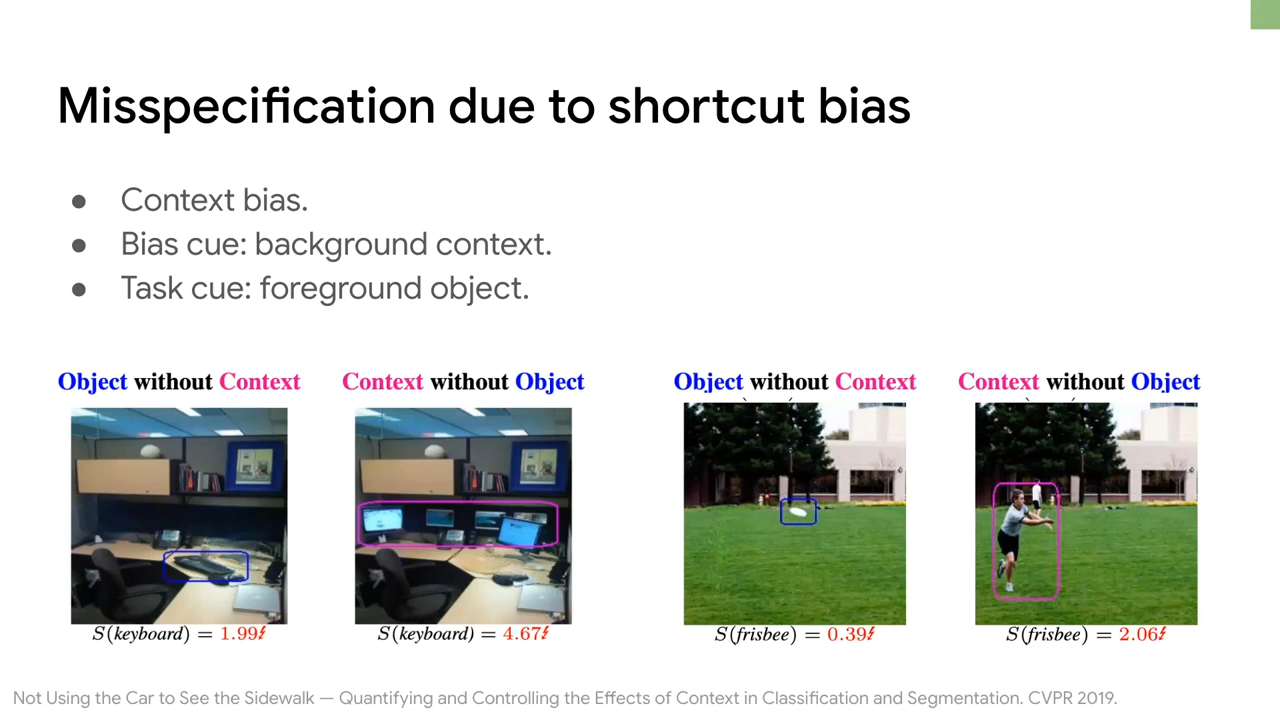 Misspecification due to shortcut bias
● Context bias.
● Bias cue: background context.
● Task cue: foreground object.
Object without Context
Context without Object
Object without Context
Context without Object
S(keyboard) = 1.99
S(keyboard) = 4.67
S(frisbee) = 0.39
S(frisbee) = 2.06
Not Using the Car to See the Sidewalk — Quantifying and Controlling the Effects of Context in Classification and Segmentation. CVPR 2019.